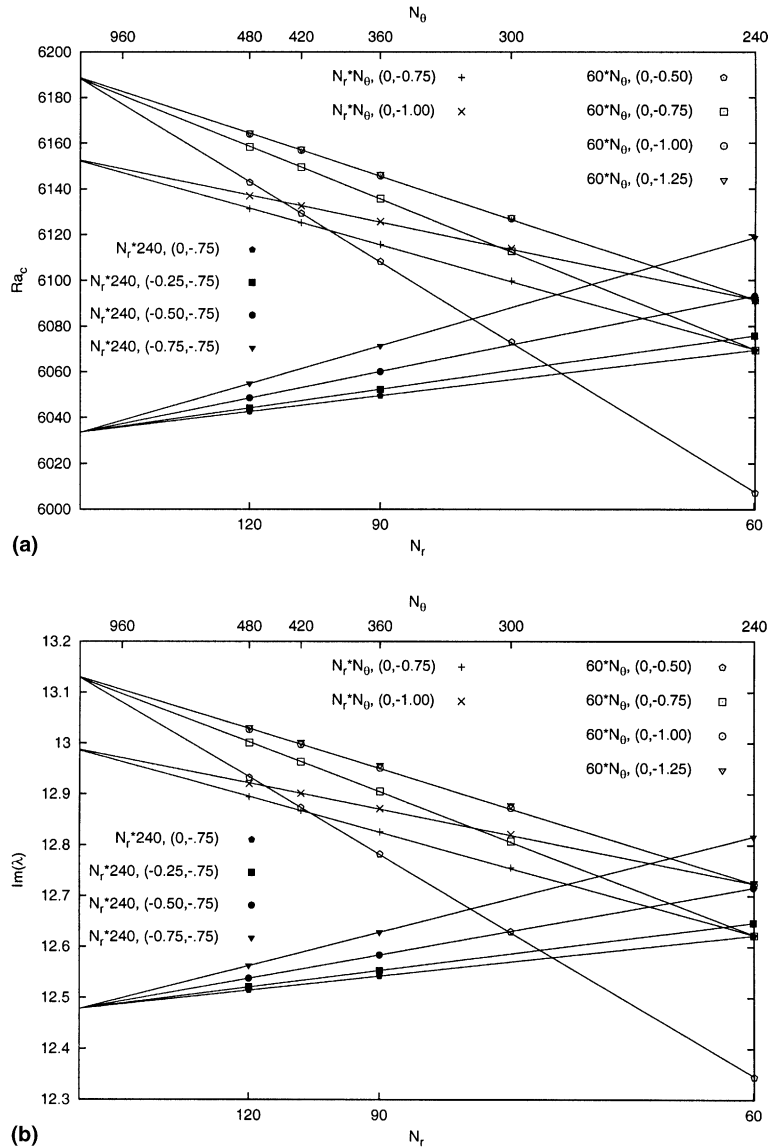 N_θ
960 480 420 360 300 240
6200
6180
6160
6140
6120
6100
6080
6060
6040
6020
6000
Ra_c
N_r*N_θ, (0,-0.75)
N_r*N_θ, (0,-1.00)
60*N_θ, (0,-0.50)
60*N_θ, (0,-0.75)
60*N_θ, (0,-1.00)
60*N_θ, (0,-1.25)
N_r*240, (0,-.75)
N_r*240, (-0.25,-.75)
N_r*240, (-0.50,-.75)
N_r*240, (-0.75,-.75)
120 90 60
N_r
(a)
N_θ
960 480 420 360 300 240
13.2
13.1
13
12.9
12.8
12.7
12.6
12.5
12.4
12.3
Im(λ)
N_r*N_θ, (0,-0.75)
N_r*N_θ, (0,-1.00)
60*N_θ, (0,-0.50)
60*N_θ, (0,-0.75)
60*N_θ, (0,-1.00)
60*N_θ, (0,-1.25)
N_r*240, (0,-.75)
N_r*240, (-0.25,-.75)
N_r*240, (-0.50,-.75)
N_r*240, (-0.75,-.75)
120 90 60
N_r
(b)